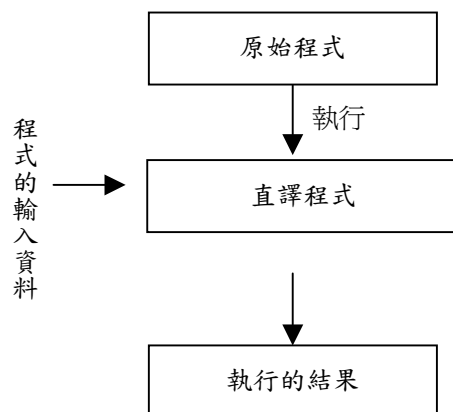 原始程式
執行
程式的輸入資料
直譯程式
執行的結果